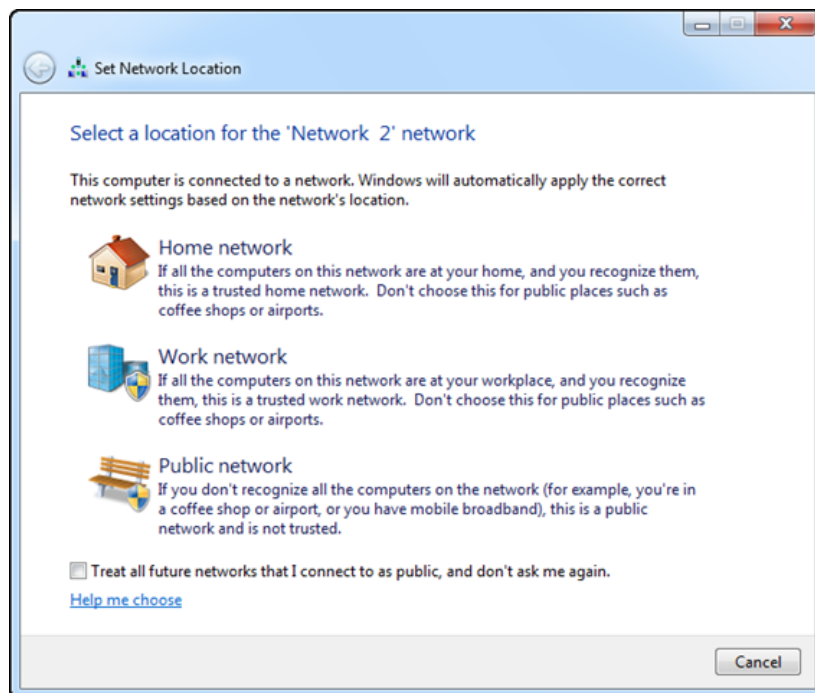 Set Network Location
Select a location for the 'Network  2' network
This computer is connected to a network. Windows will automatically apply the correct
network settings based on the network's location.
Home network
If all the computers on this network are at your home, and you recognize them,
this is a trusted home network.  Don't choose this for public places such as
coffee shops or airports.
Work network
If all the computers on this network are at your workplace, and you recognize
them, this is a trusted work network.  Don't choose this for public places such as
coffee shops or airports.
Public network
If you don't recognize all the computers on the network (for example, you're in
a coffee shop or airport, or you have mobile broadband), this is a public
network and is not trusted.
Treat all future networks that I connect to as public, and don't ask me again.
Help me choose
Cancel